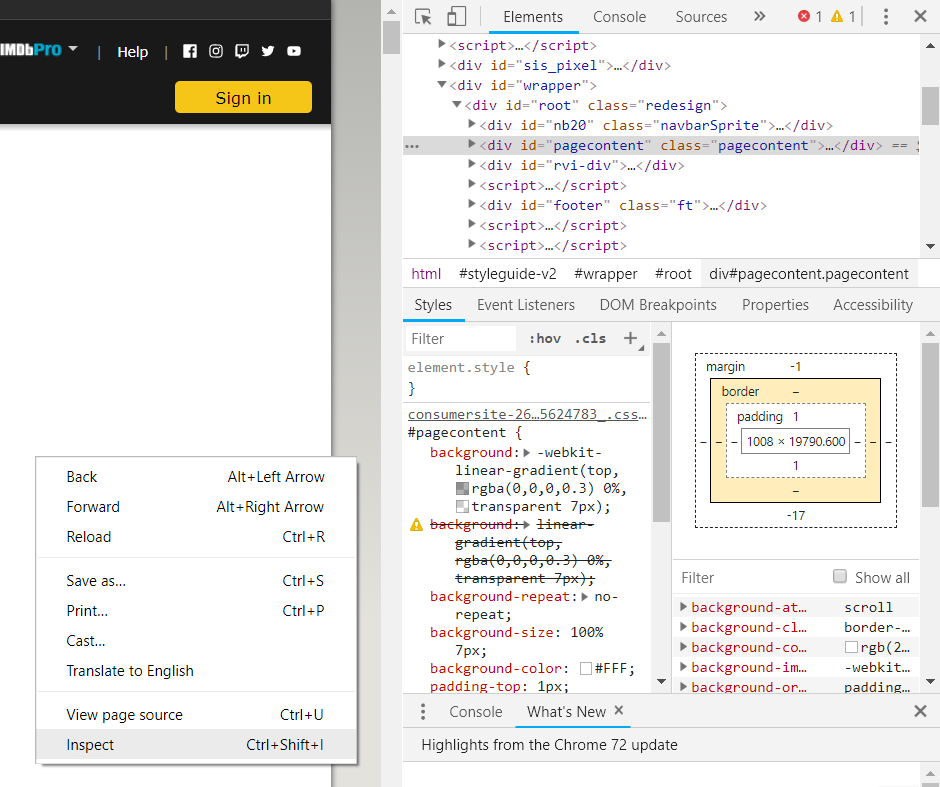 IMDbPro | Help |
Sign in
Back Alt+Left Arrow
Forward Alt+Right Arrow
Reload Ctrl+R
Save as... Ctrl+S
Print... Ctrl+P
Cast...
Translate to English
View page source Ctrl+U
Inspect Ctrl+Shift+I
Elements Console Sources » 1 1
<script>…</script>
<div id="sis_pixel">…</div>
<div id="wrapper">
<div id="root" class="redesign">
<div id="nb20" class="navbarSprite">…</div>
… <div id="pagecontent" class="pagecontent">…</div> ==
<div id="rvi-div">…</div>
<script>…</script>
<div id="footer" class="ft">…</div>
<script>…</script>
<script>…</script>
html #styleguide-v2 #wrapper #root div#pagecontent.pagecontent
Styles Event Listeners DOM Breakpoints Properties Accessibility
Filter :hov .cls +
element.style {
}
consumersite-26…5624783_.css…
#pagecontent {
background: -webkit-
linear-gradient(top,
rgba(0,0,0,0.3) 0%,
transparent 7px);
background: linear-
gradient(top,
rgba(0,0,0,0.3) 0%,
transparent 7px);
background-repeat: no-
repeat;
background-size: 100%
7px;
background-color: #FFF;
padding-top: 1px;
margin -1
border –
padding 1
– – – 1008 × 19790.600 – – –
1
–
-17
Filter Show all
background-at… scroll
background-cl… border-…
background-co… rgb(2…
background-im… -webkit…
background-or… padding…
Console What's New ×
Highlights from the Chrome 72 update